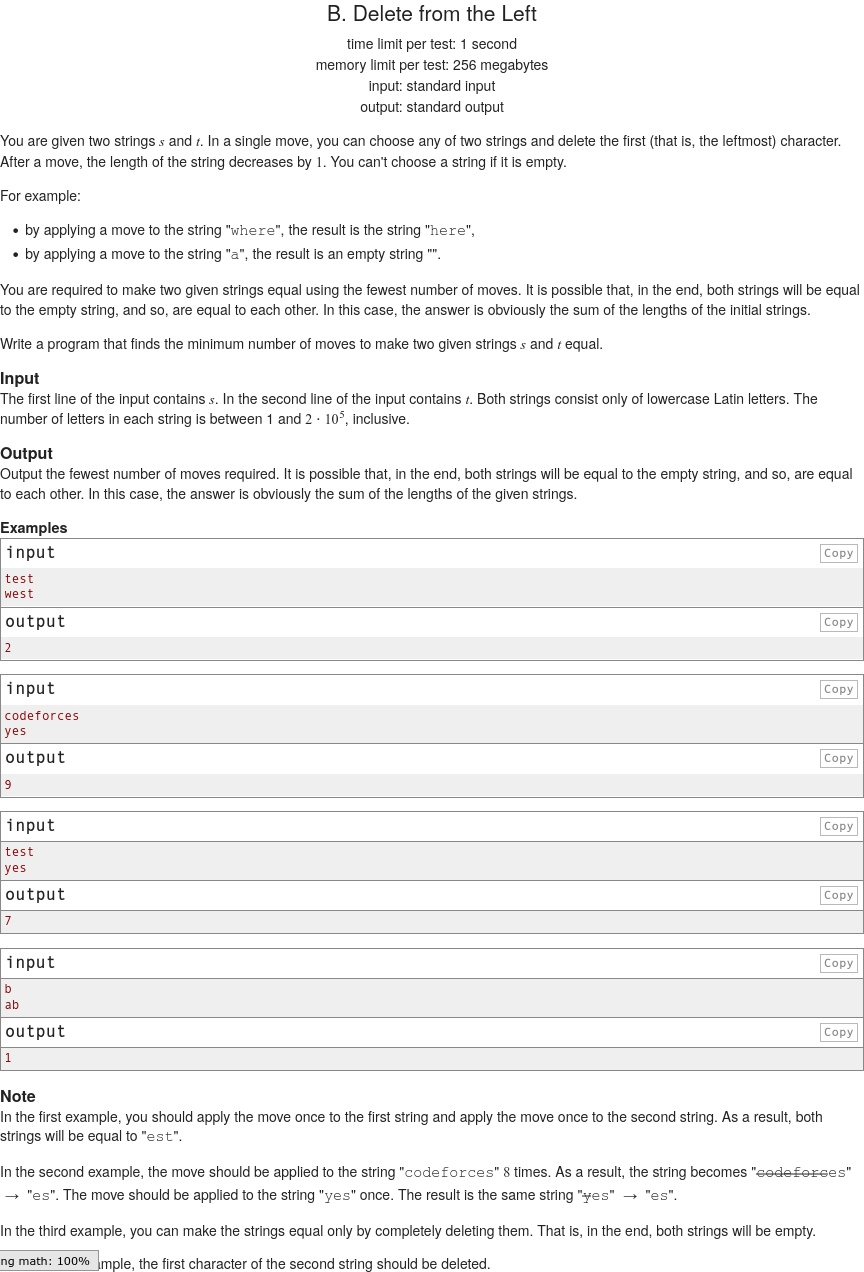 B. Delete from the Left
time limit per test: 1 second
memory limit per test: 256 megabytes
input: standard input
output: standard output
You are given two strings s and t. In a single move, you can choose any of two strings and delete the first (that is, the leftmost) character.
After a move, the length of the string decreases by 1. You can't choose a string if it is empty.
For example:
• by applying a move to the string "where", the result is the string "here",
• by applying a move to the string "a", the result is an empty string "".
You are required to make two given strings equal using the fewest number of moves. It is possible that, in the end, both strings will be equal
to the empty string, and so, are equal to each other. In this case, the answer is obviously the sum of the lengths of the initial strings.
Write a program that finds the minimum number of moves to make two given strings s and t equal.
Input
The first line of the input contains s. In the second line of the input contains t. Both strings consist only of lowercase Latin letters. The
number of letters in each string is between 1 and 2 · 10^5, inclusive.
Output
Output the fewest number of moves required. It is possible that, in the end, both strings will be equal to the empty string, and so, are equal
to each other. In this case, the answer is obviously the sum of the lengths of the given strings.
Examples
input Copy
test
west
output Copy
2
input Copy
codeforces
yes
output Copy
9
input Copy
test
yes
output Copy
7
input Copy
b
ab
output Copy
1
Note
In the first example, you should apply the move once to the first string and apply the move once to the second string. As a result, both
strings will be equal to "est".
In the second example, the move should be applied to the string "codeforces" 8 times. As a result, the string becomes "codeforces"
→ "es". The move should be applied to the string "yes" once. The result is the same string "yes" → "es".
In the third example, you can make the strings equal only by completely deleting them. That is, in the end, both strings will be empty.
ng math: 100% mple, the first character of the second string should be deleted.